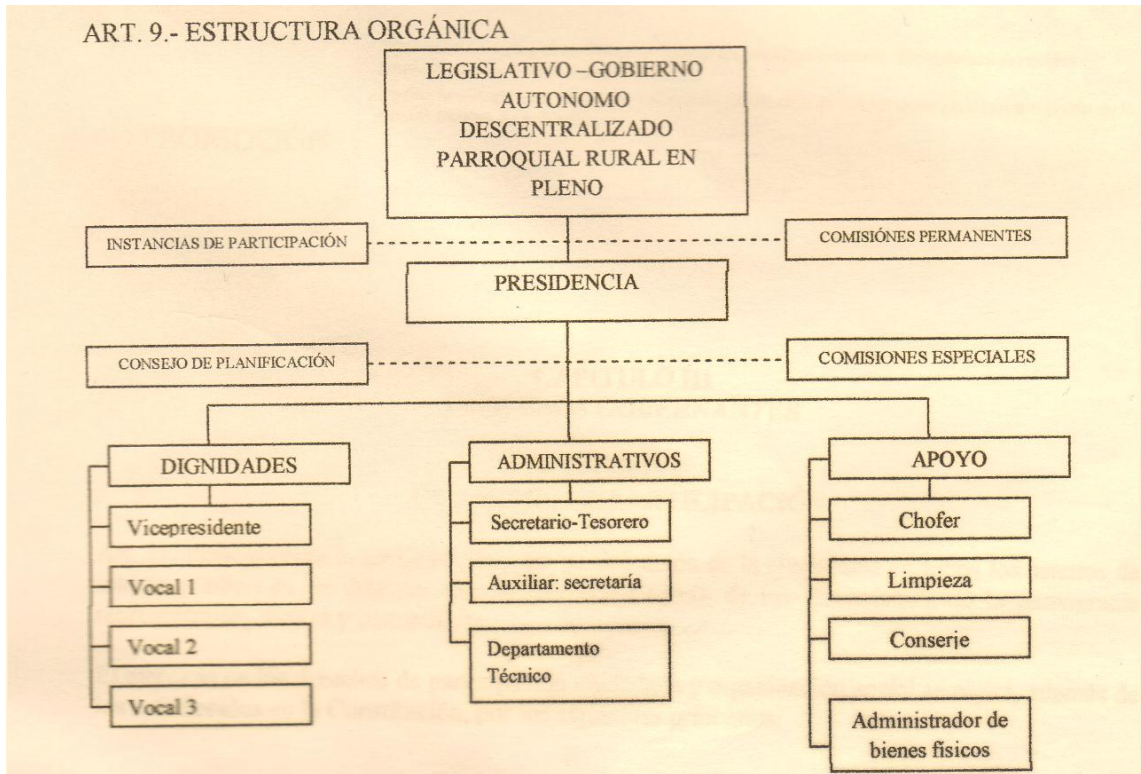 ART. 9.- ESTRUCTURA ORGÁNICA
LEGISLATIVO –GOBIERNO
AUTONOMO
DESCENTRALIZADO
PARROQUIAL RURAL EN
PLENO
INSTANCIAS DE PARTICIPACIÓN
COMISIÓNES PERMANENTES
PRESIDENCIA
CONSEJO DE PLANIFICACIÓN
COMISIONES ESPECIALES
DIGNIDADES
Vicepresidente
Vocal 1
Vocal 2
Vocal 3
ADMINISTRATIVOS
Secretario-Tesorero
Auxiliar: secretaría
Departamento
Técnico
APOYO
Chofer
Limpieza
Conserje
Administrador de
bienes físicos